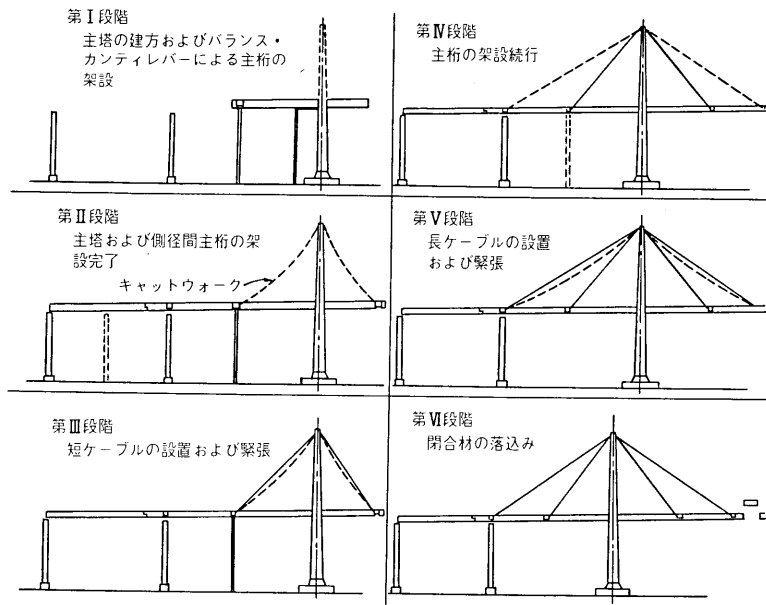 第Ⅰ段階
主塔の建方およびバランス・
カンティレバーによる主桁の
架設
第Ⅱ段階
主塔および側径間主桁の架
設完了
キャットウォーク
第Ⅲ段階
短ケーブルの設置および緊張
第Ⅳ段階
主桁の架設続行
第Ⅴ段階
長ケーブルの設置
および緊張
第Ⅵ段階
閉合材の落込み